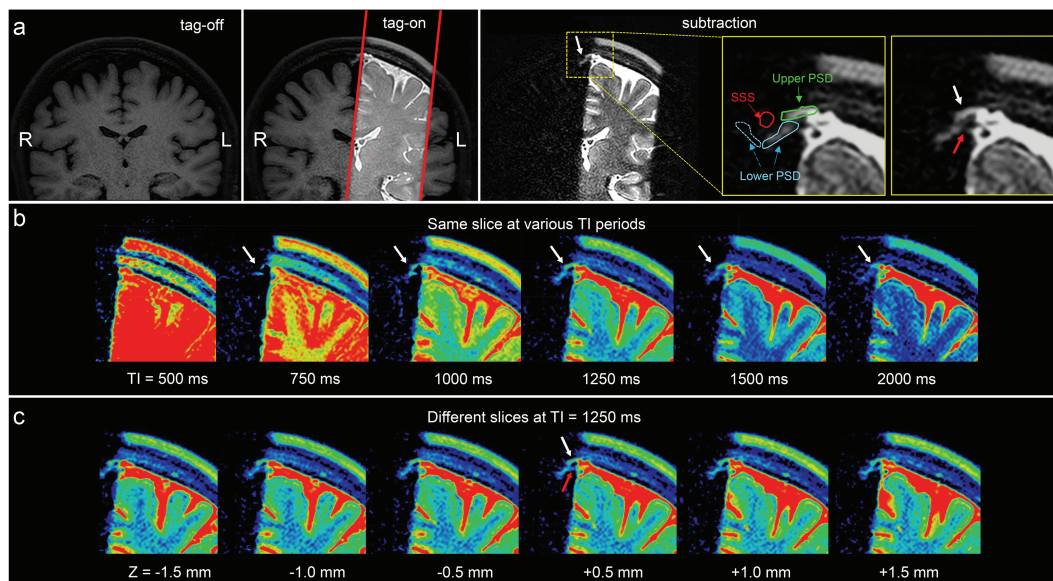 a
tag-off
tag-on
subtraction
R
L
R
L
Upper PSD
SSS
Lower PSD
b
Same slice at various TI periods
TI = 500 ms
750 ms
1000 ms
1250 ms
1500 ms
2000 ms
c
Different slices at TI = 1250 ms
Z = -1.5 mm
-1.0 mm
-0.5 mm
+0.5 mm
+1.0 mm
+1.5 mm